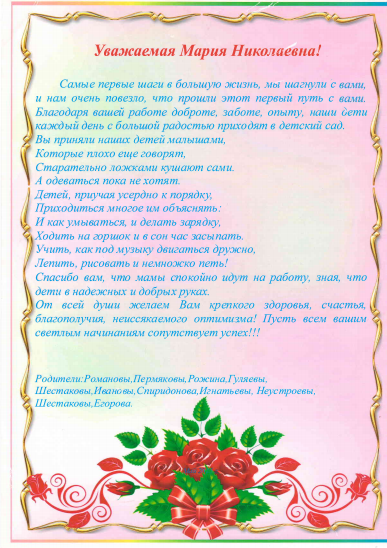 Уважаемая Мария Николаевна!
Самые первые шаги в большую жизнь, мы шагнули с вами,
и нам очень повезло, что прошли этот первый путь с вами.
Благодаря вашей работе доброте, заботе, опыту, наши дети
каждый день с большой радостью приходят в детский сад.
Вы приняли наших детей малышами,
Которые плохо еще говорят,
Старательно ложками кушают сами.
А одеваться пока не хотят.
Детей, приучая усердно к порядку,
Приходиться многое им объяснять:
И как умываться, и делать зарядку,
Ходить на горшок и в сон час засыпать.
Учить, как под музыку двигаться дружно,
Лепить, рисовать и немножко петь!
Спасибо вам, что мамы спокойно идут на работу, зная, что
дети в надежных и добрых руках.
От всей души желаем Вам крепкого здоровья, счастья,
благополучия, неиссякаемого оптимизма! Пусть всем вашим
светлым начинаниям сопутствует успех!!!
Родители:Романовы,Пермяковы,Рожина,Гуляевы,
Шестаковы,Ивановы,Спиридонова,Игнатьевы, Неустроевы,
Шестаковы,Егорова.